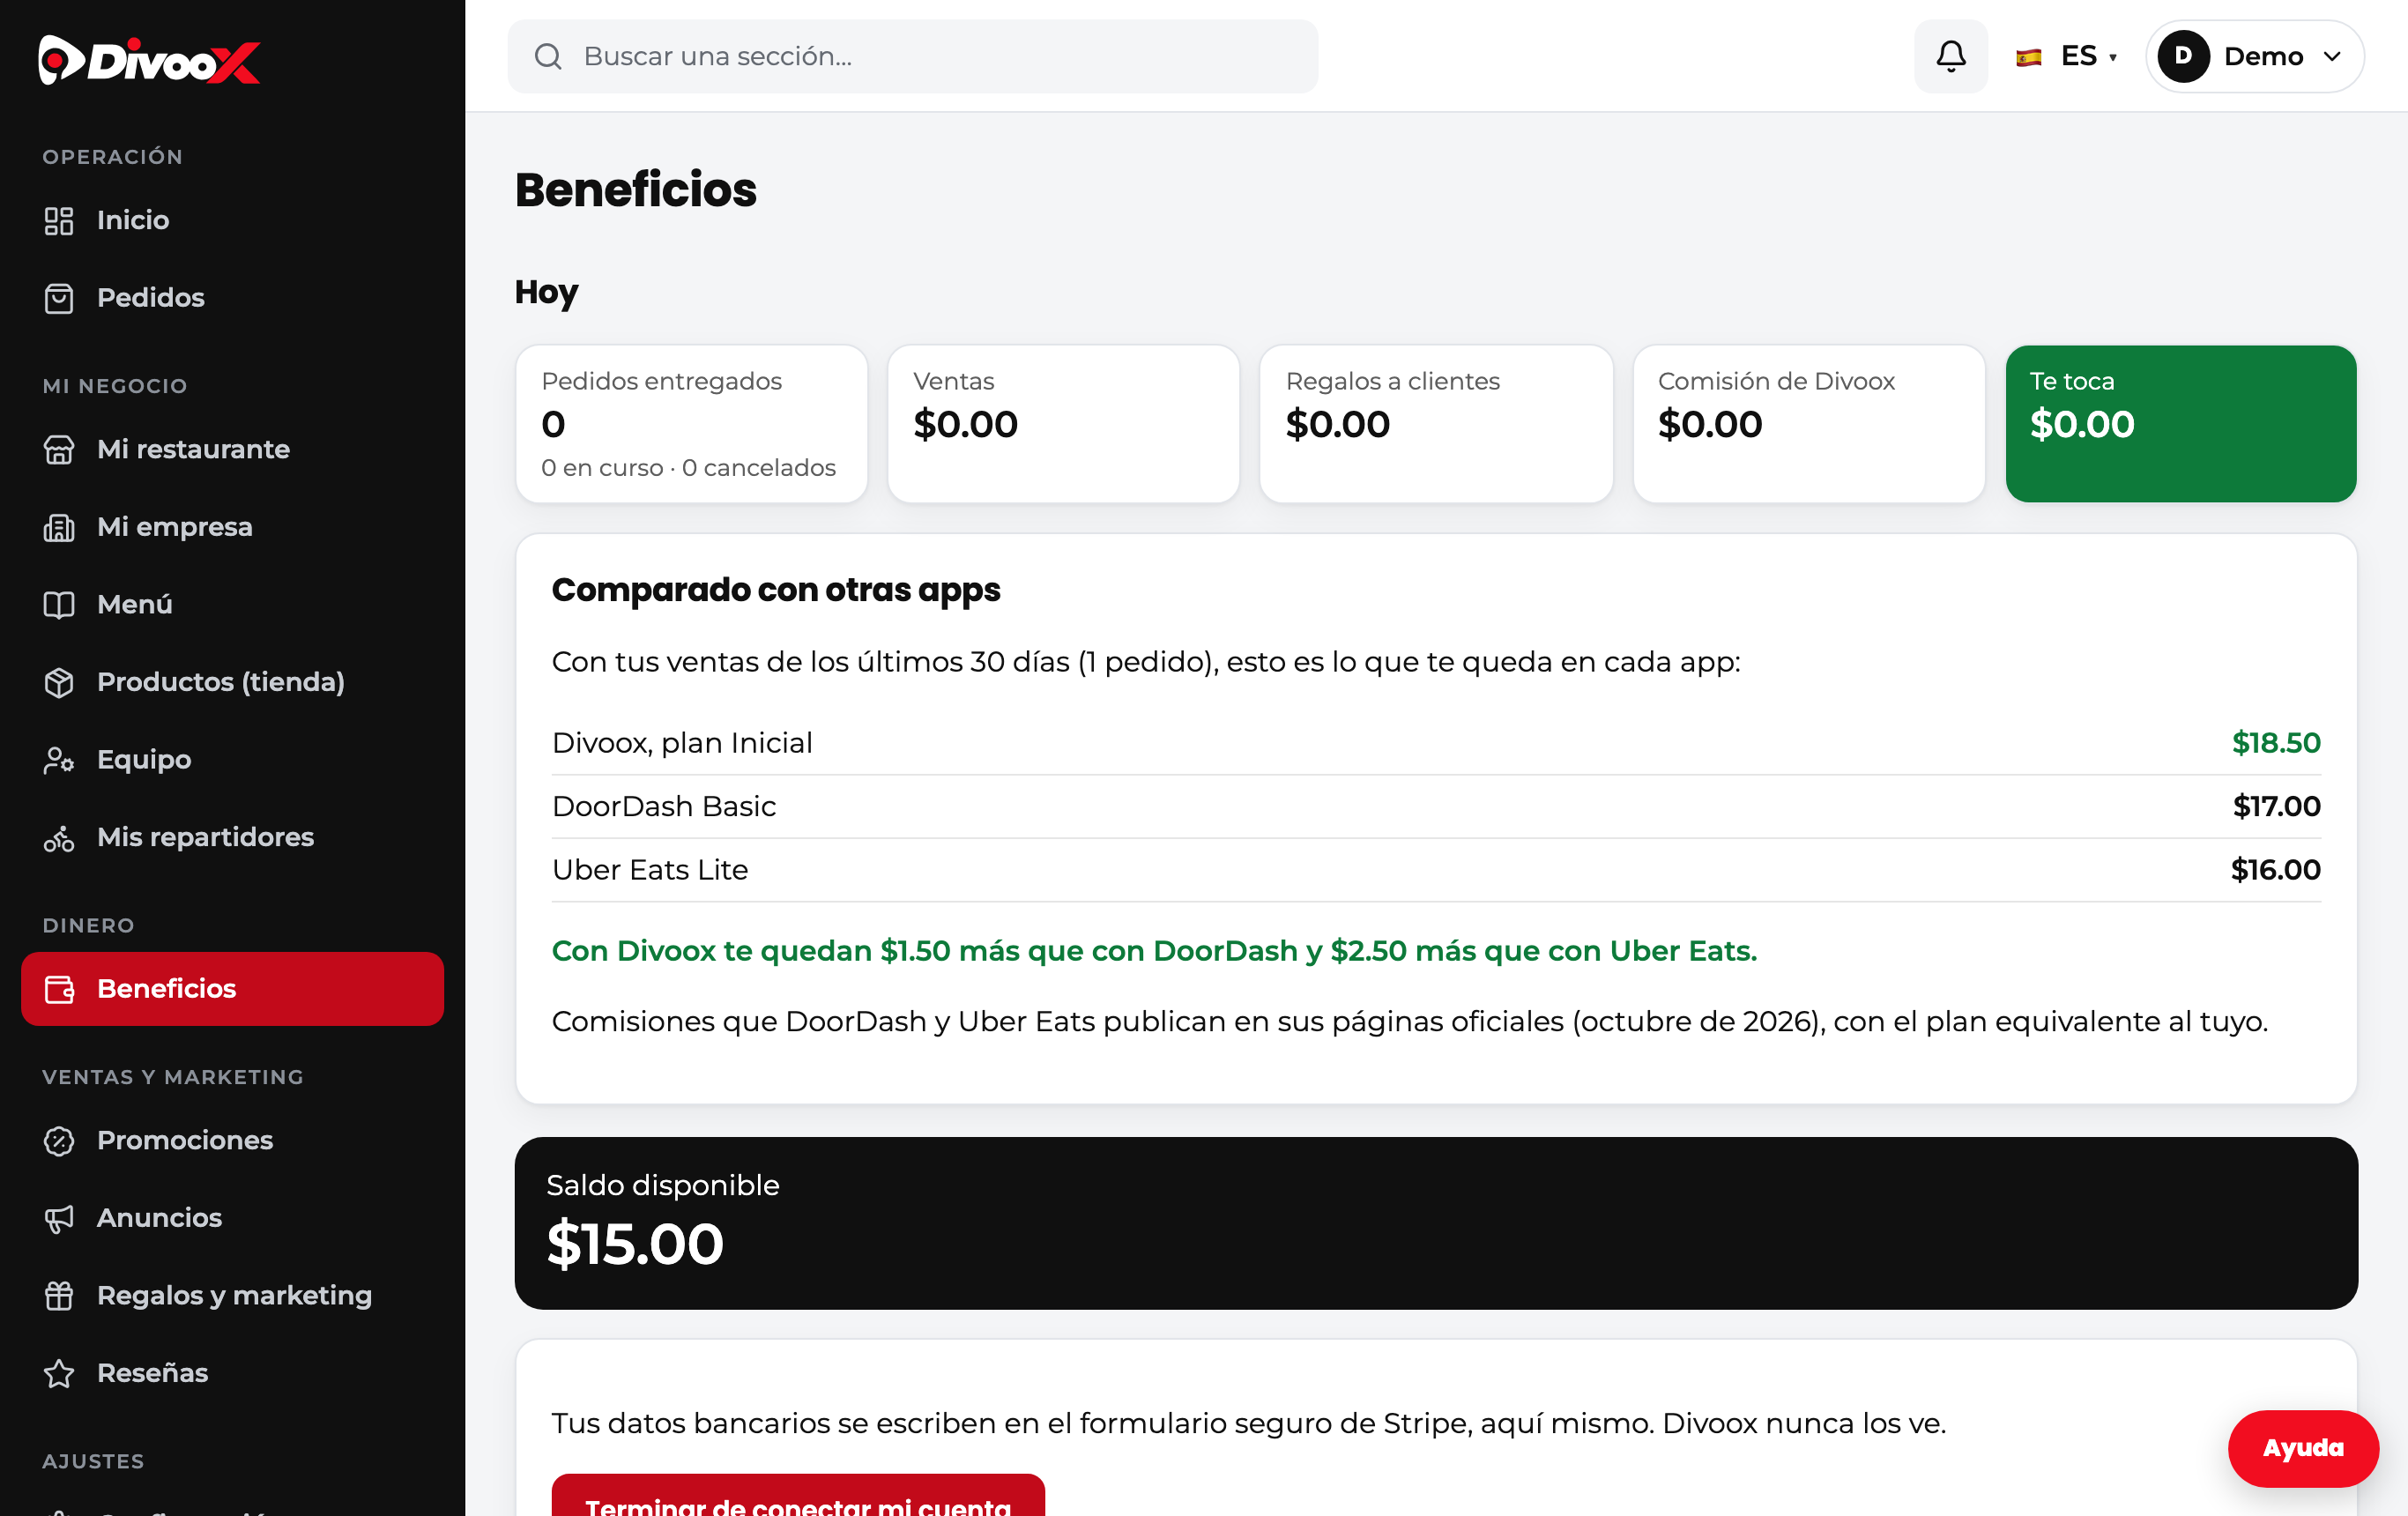 DivooX
Buscar una sección...
ES
D
Demo
OPERACIÓN
Inicio
Pedidos
MI NEGOCIO
Mi restaurante
Mi empresa
Menú
Productos (tienda)
Equipo
Mis repartidores
DINERO
Beneficios
VENTAS Y MARKETING
Promociones
Anuncios
Regalos y marketing
Reseñas
AJUSTES
Beneficios
Hoy
Pedidos entregados
0
0 en curso · 0 cancelados
Ventas
$0.00
Regalos a clientes
$0.00
Comisión de Divoox
$0.00
Te toca
$0.00
Comparado con otras apps
Con tus ventas de los últimos 30 días (1 pedido), esto es lo que te queda en cada app:
Divoox, plan Inicial $18.50
DoorDash Basic $17.00
Uber Eats Lite $16.00
Con Divoox te quedan $1.50 más que con DoorDash y $2.50 más que con Uber Eats.
Comisiones que DoorDash y Uber Eats publican en sus páginas oficiales (octubre de 2026), con el plan equivalente al tuyo.
Saldo disponible
$15.00
Tus datos bancarios se escriben en el formulario seguro de Stripe, aquí mismo. Divoox nunca los ve.
Terminar de conectar mi cuenta
Ayuda